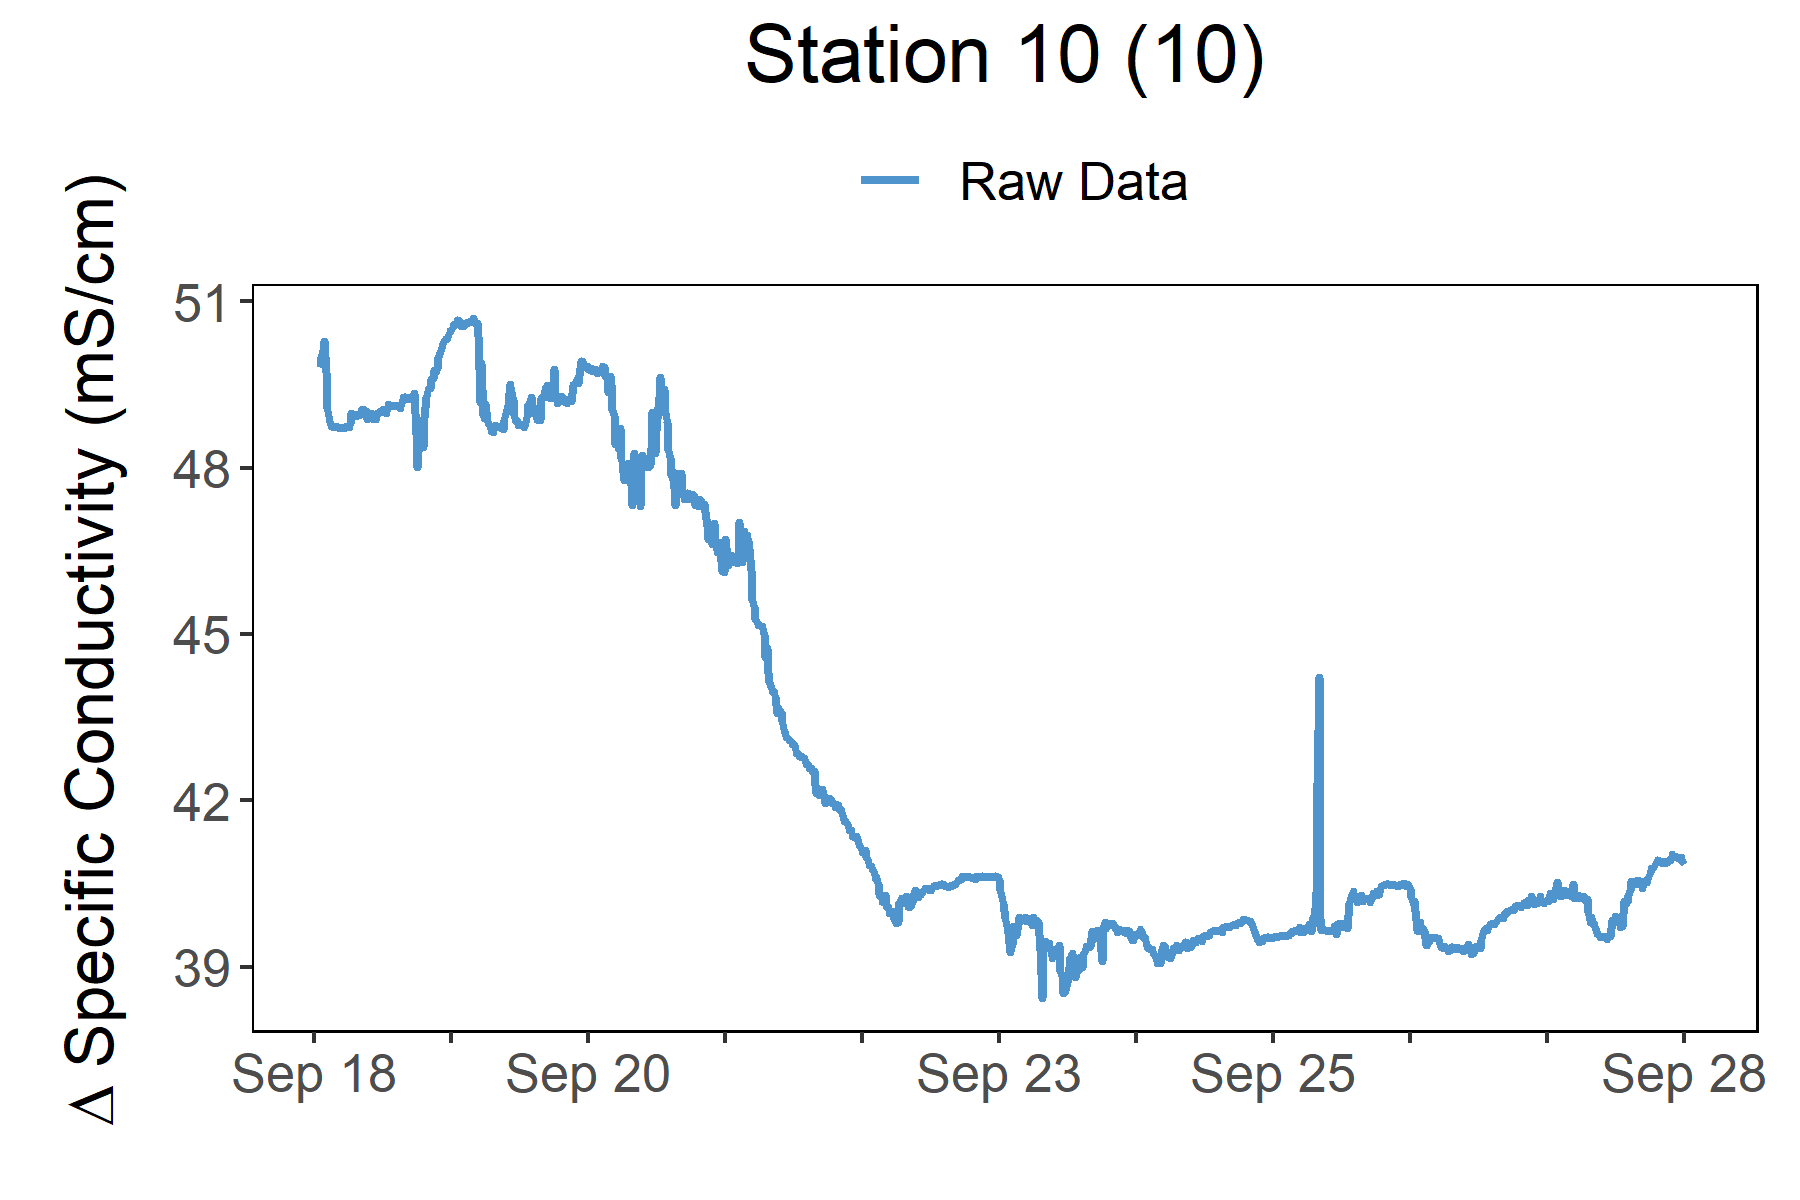 Station 10 (10)
Raw Data
Δ Specific Conductivity (mS/cm)
51
48
45
42
39
Sep 18
Sep 20
Sep 23
Sep 25
Sep 28